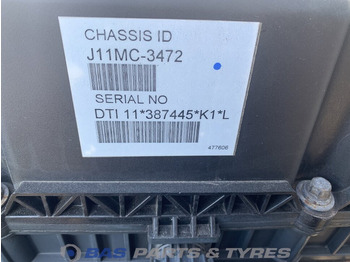 CHASSIS ID
J11MC-3472
SERIAL NO
DTI 11*387445*K1*L
477608
BAS PARTS & TYRES